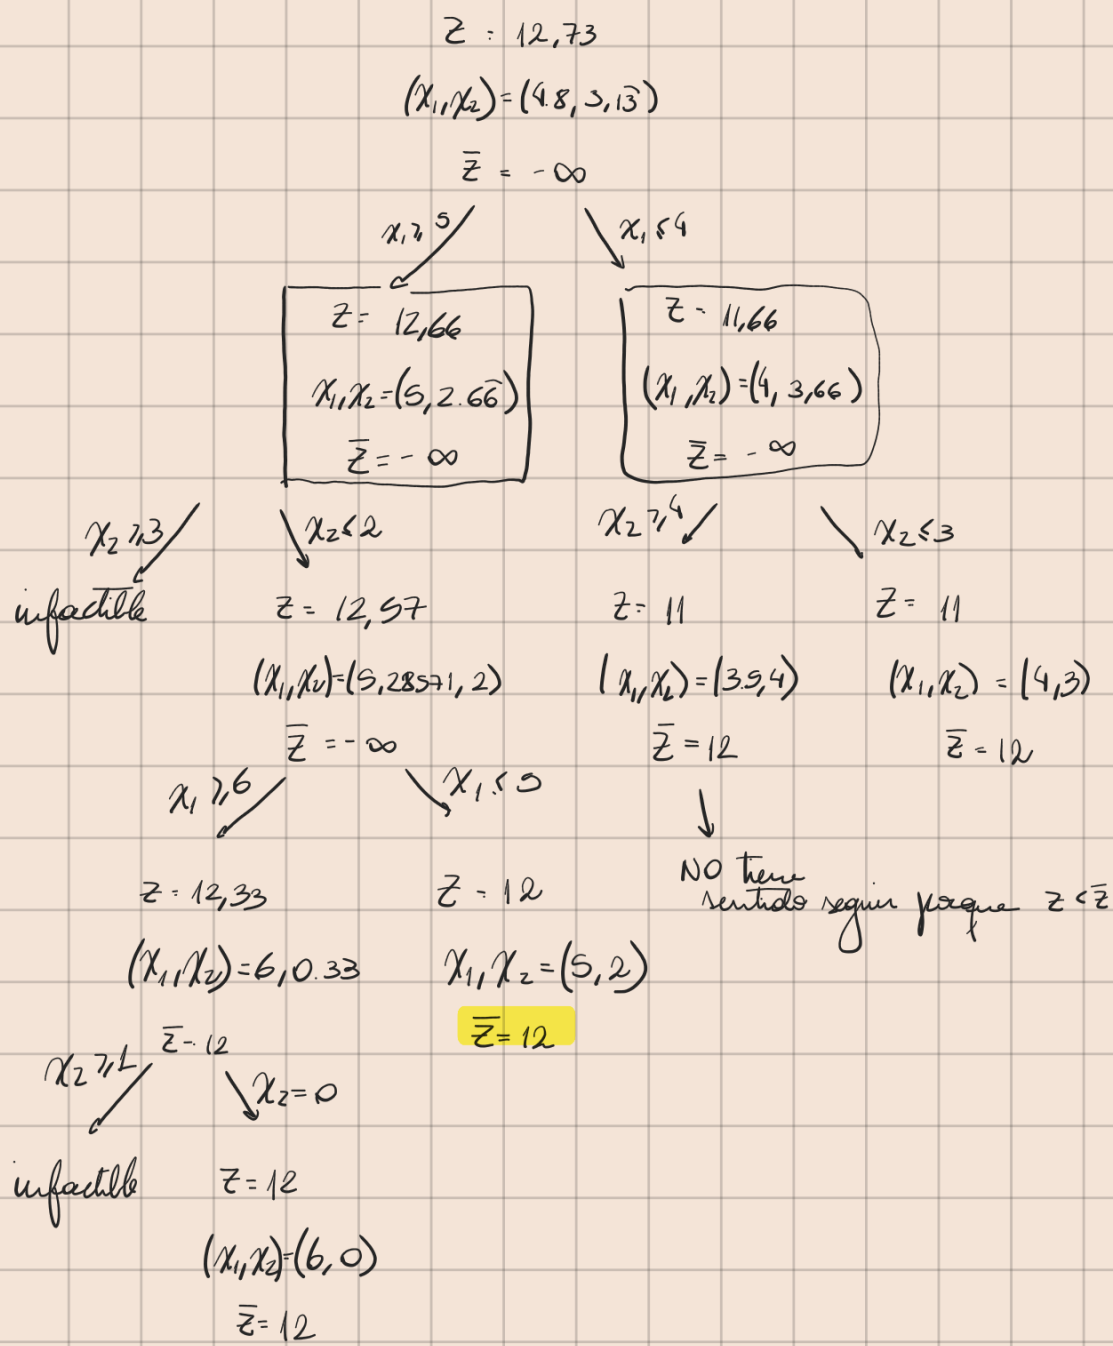 Z = 12,73
(x₁,x₂)=(4.8, 3,13̄)
z̄ = -∞
x₁ ≥ 5
x₁ ≤ 4
Z = 12,66
x₁,x₂=(5, 2.66̄)
z̄ = -∞
Z = 11,66
(x₁,x₂)=(4, 3,66)
z̄ = -∞
x₂ ≥ 3
x₂ ≤ 2
x₂ ≥ 4
x₂ ≤ 3
infactible
Z = 12,57
(x₁,x₂)=(5,28571, 2)
z̄ = -∞
Z = 11
(x₁,x₂)=(3.5,4)
z̄ = 12
Z = 11
(x₁,x₂) = (4,3)
z̄ = 12
x₁ ≥ 6
x₁ ≤ 5
NO tiene
sentido seguir porque z < z̄
Z = 12,33
(x₁,x₂)=6,0.33
z̄ = 12
Z = 12
x₁,x₂=(5,2)
z̄ = 12
x₂ ≥ 1
x₂ = 0
infactible
Z = 12
(x₁,x₂)=(6,0)
z̄ = 12